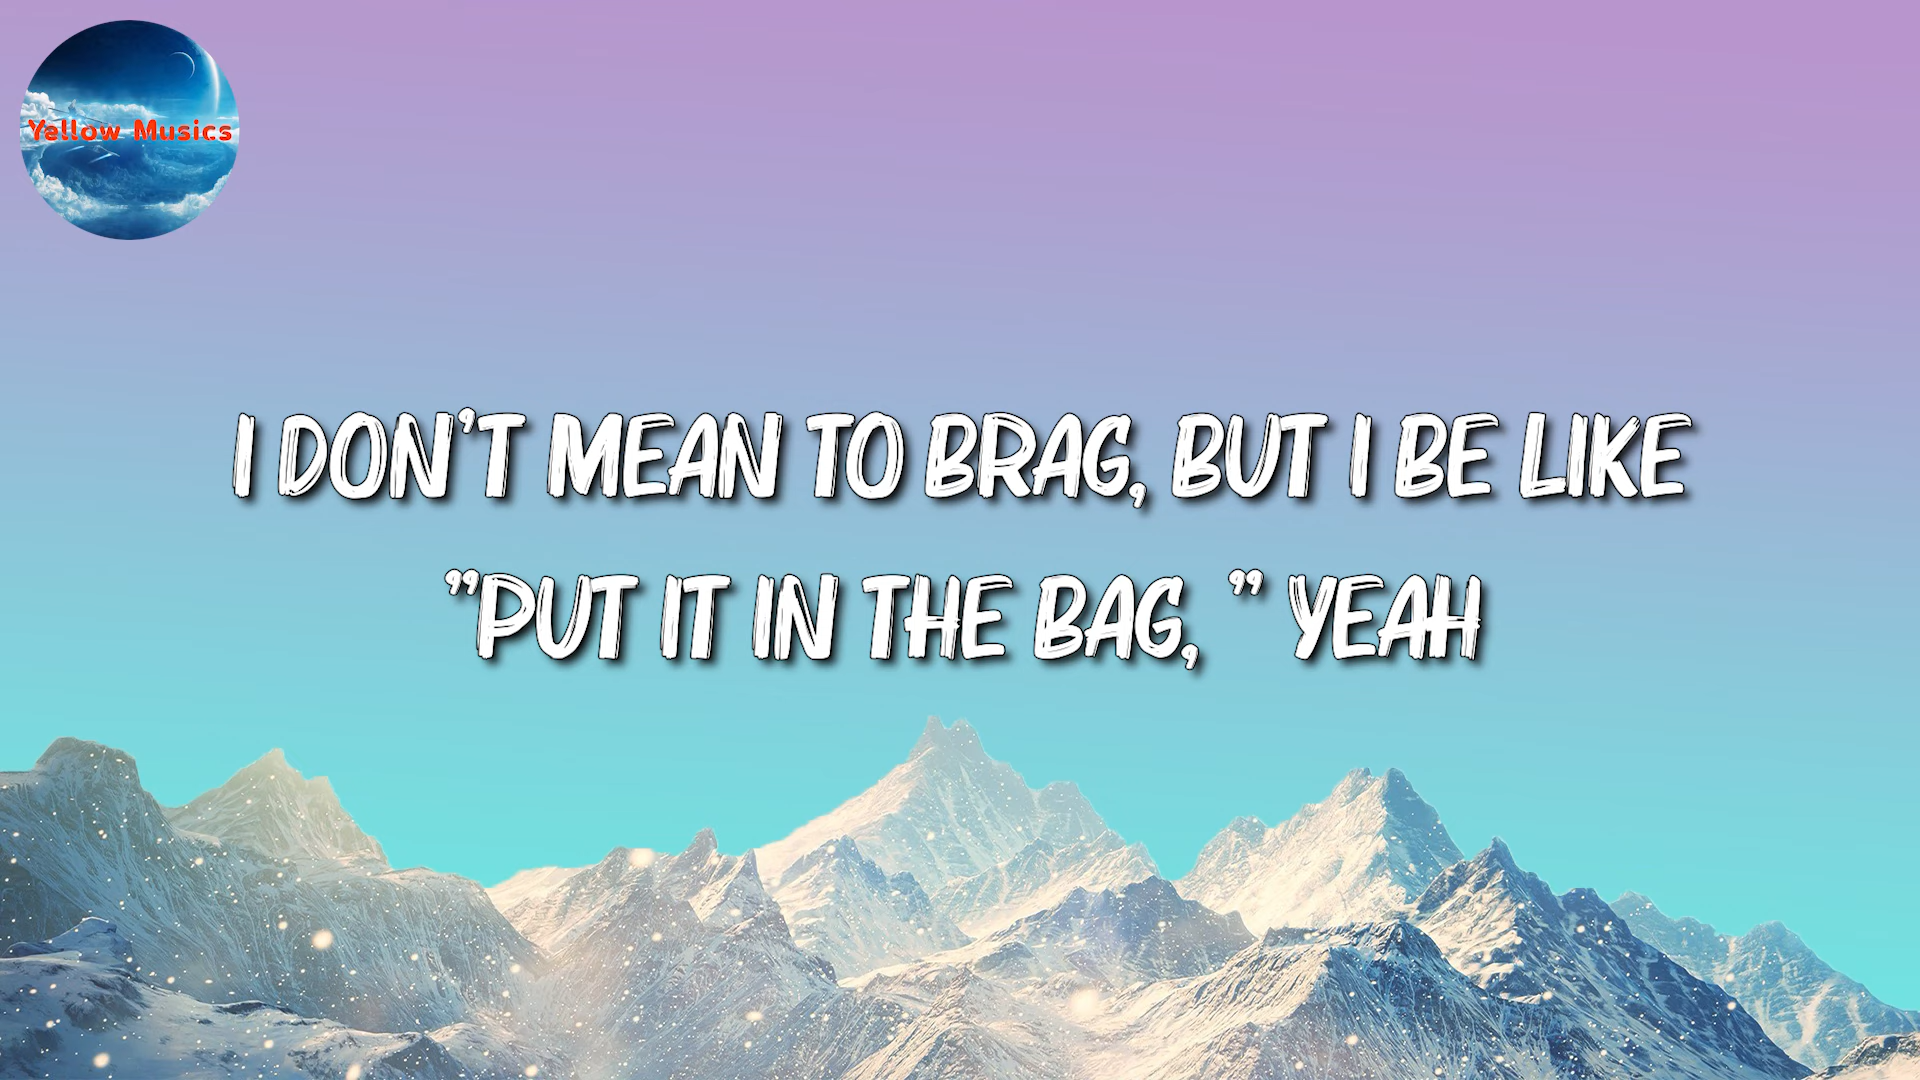 Yellow Musics
I DON'T MEAN TO BRAG, BUT I BE LIKE
"PUT IT IN THE BAG, " YEAH